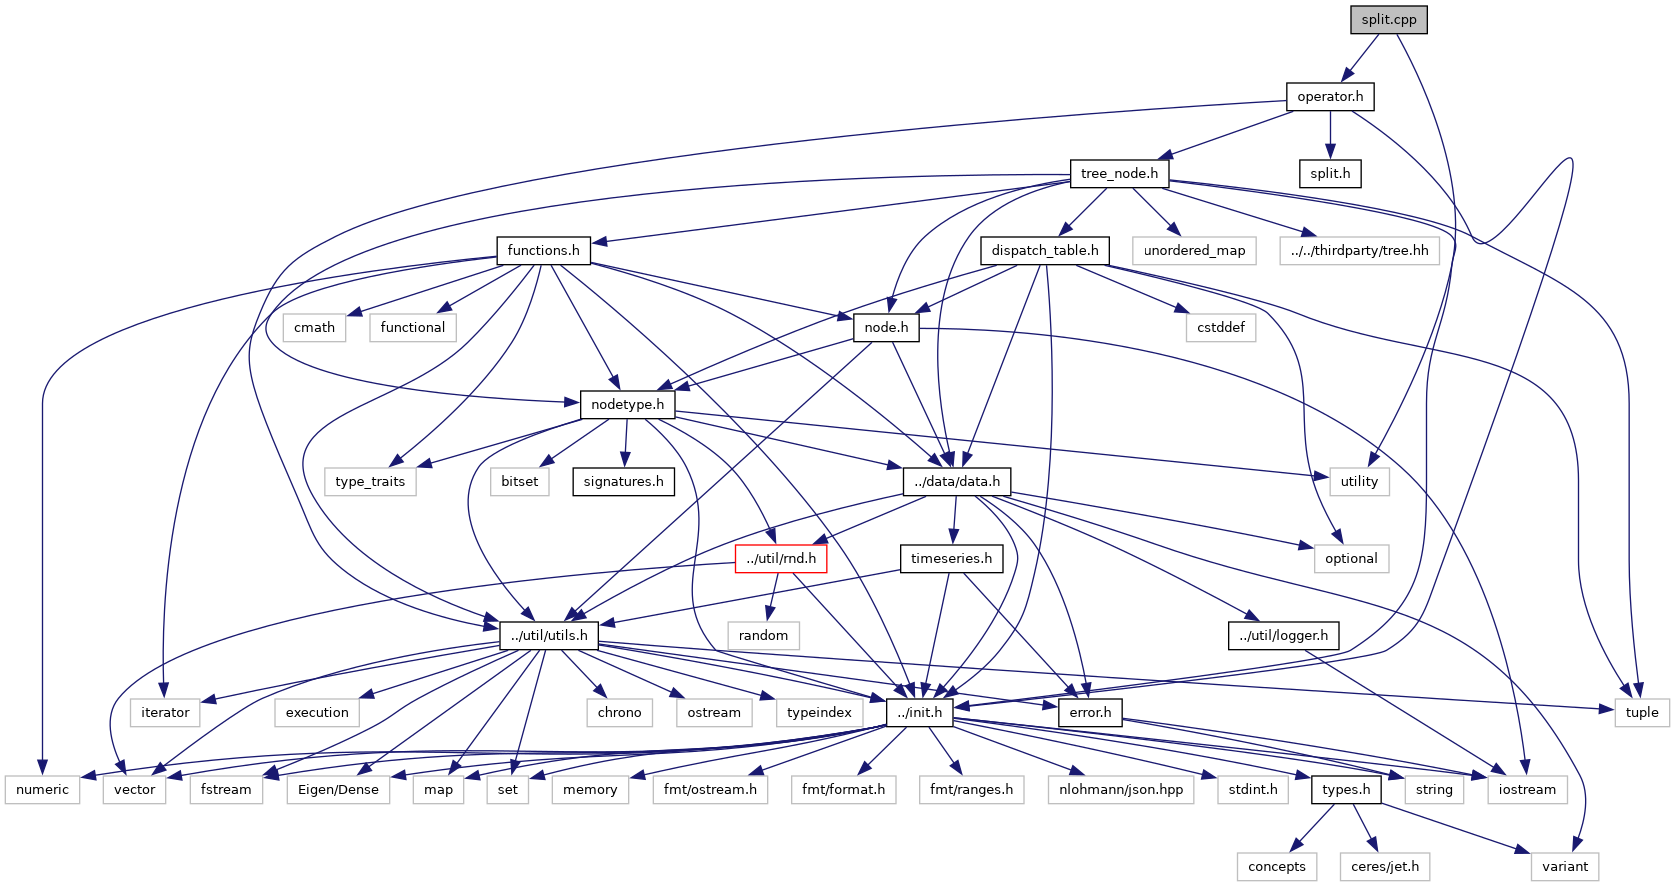 split.cpp
operator.h
tree_node.h
split.h
functions.h
dispatch_table.h
unordered_map
../../thirdparty/tree.hh
cmath
functional
node.h
cstddef
nodetype.h
type_traits
bitset
signatures.h
../data/data.h
utility
../util/rnd.h
timeseries.h
optional
../util/utils.h
random
../util/logger.h
iterator
execution
chrono
ostream
typeindex
../init.h
error.h
tuple
numeric
vector
fstream
Eigen/Dense
map
set
memory
fmt/ostream.h
fmt/format.h
fmt/ranges.h
nlohmann/json.hpp
stdint.h
types.h
string
iostream
concepts
ceres/jet.h
variant